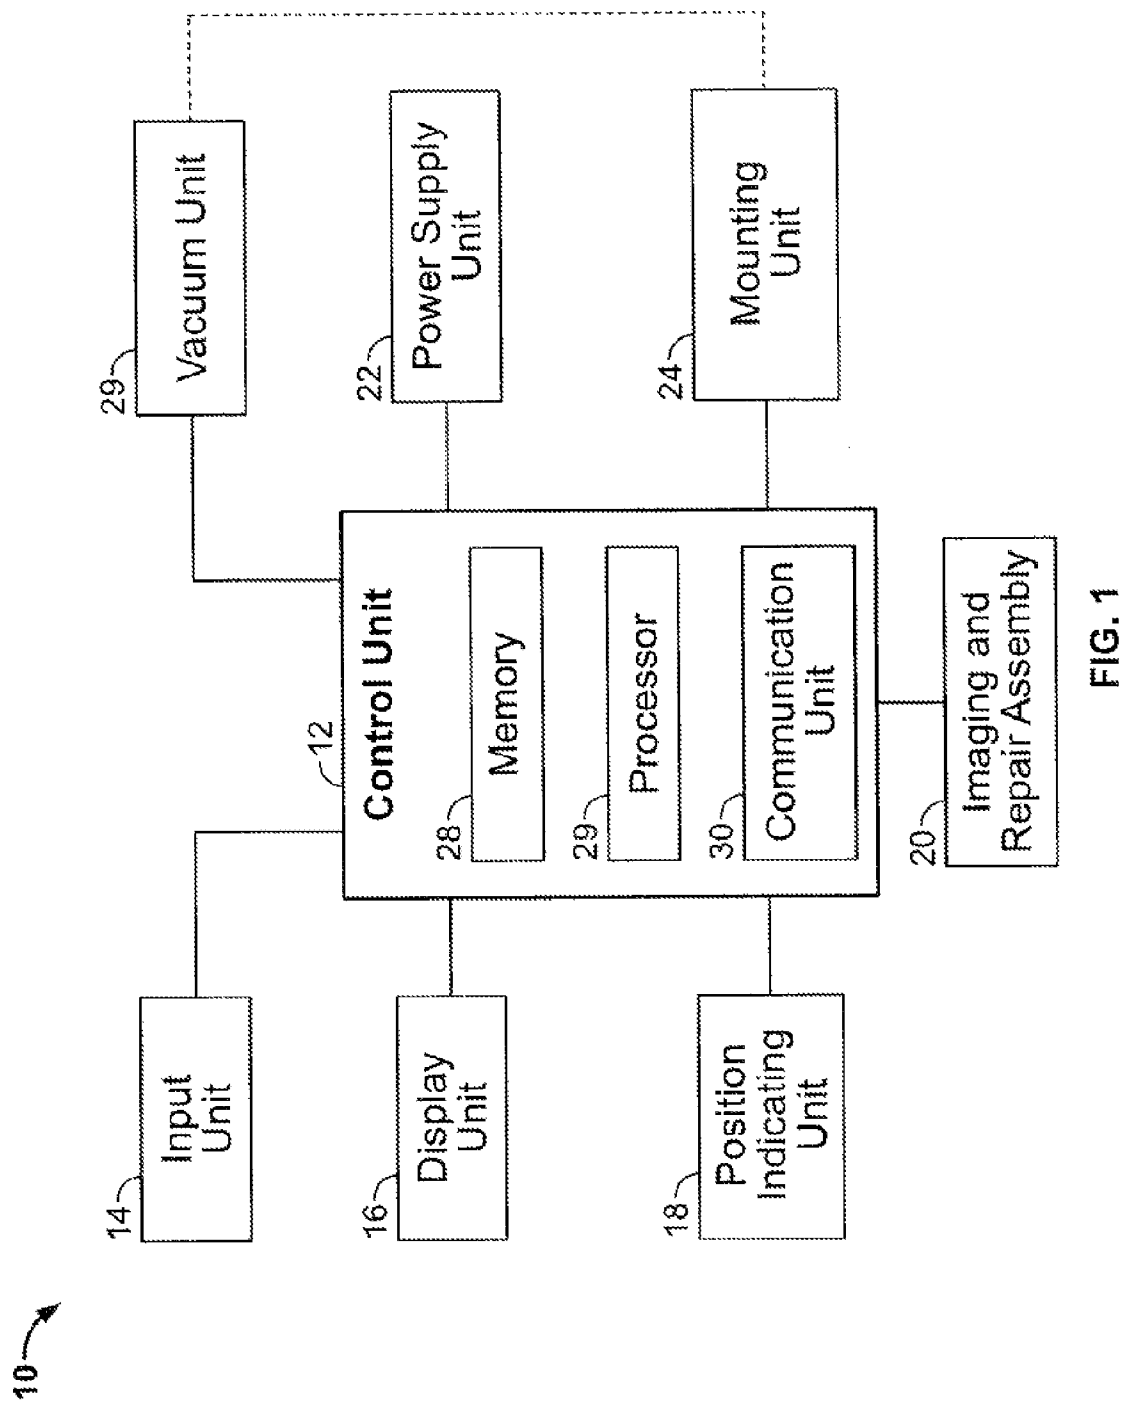 10
14
Input
Unit
16
Display
Unit
18
Position
Indicating
Unit
12
Control Unit
28
Memory
29
Processor
30
Communication
Unit
20
Imaging and
Repair Assembly
29
Vacuum Unit
22
Power Supply
Unit
24
Mounting
Unit
FIG. 1